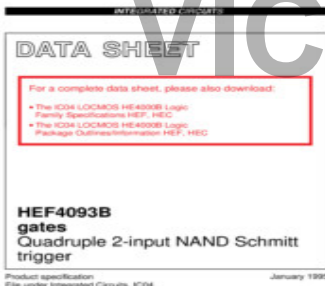 INTEGRATED CIRCUITS
VIC
DATA SHEET
For a complete data sheet, please also download:
• The IC04 LOCMOS HE4000B Logic
Family Specifications HEF, HEC
• The IC04 LOCMOS HE4000B Logic
Package Outlines/Information HEF, HEC
HEF4093B
gates
Quadruple 2-input NAND Schmitt
trigger
Product specification
January 1995
File under Integrated Circuits, IC04